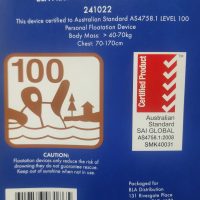 241022
This device certified to Australian Standard AS4758.1 LEVEL 100
Personal Flotation Device
Body Mass: > 40-70kg
Chest: 70-170cm
100
Certified Product
Australian
Standard
SAI GLOBAL
AS4758.1:2008
SMK40031
CAUTION:
Floatation devices only reduce the risk of
drowning they do not guarantee rescue.
Keep out of sunshine when not in use.
Packaged for
BLA Distribution
131 Rivergate Place